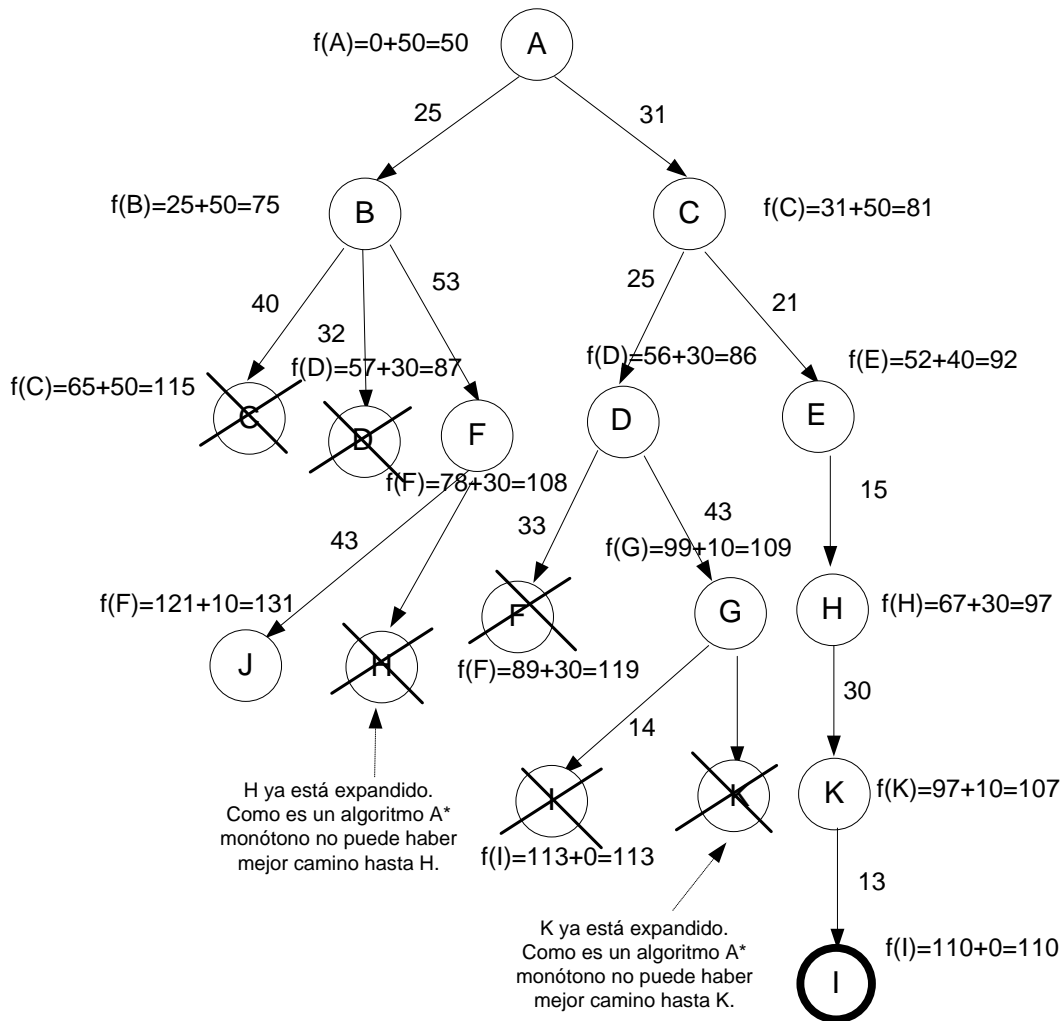 f(A)=0+50=50
A
25
31
f(B)=25+50=75
B
C
f(C)=31+50=81
40
32
53
25
21
f(D)=57+30=87
f(D)=56+30=86
f(E)=52+40=92
f(C)=65+50=115
C
D
F
D
E
f(F)=78+30=108
15
43
33
43
f(G)=99+10=109
f(F)=121+10=131
F
G
H
f(H)=67+30=97
J
H
f(F)=89+30=119
14
30
H ya está expandido.
Como es un algoritmo A*
monótono no puede haber
mejor camino hasta H.
I
K
K
f(K)=97+10=107
f(I)=113+0=113
13
K ya está expandido.
Como es un algoritmo A*
monótono no puede haber
mejor camino hasta K.
f(I)=110+0=110
I